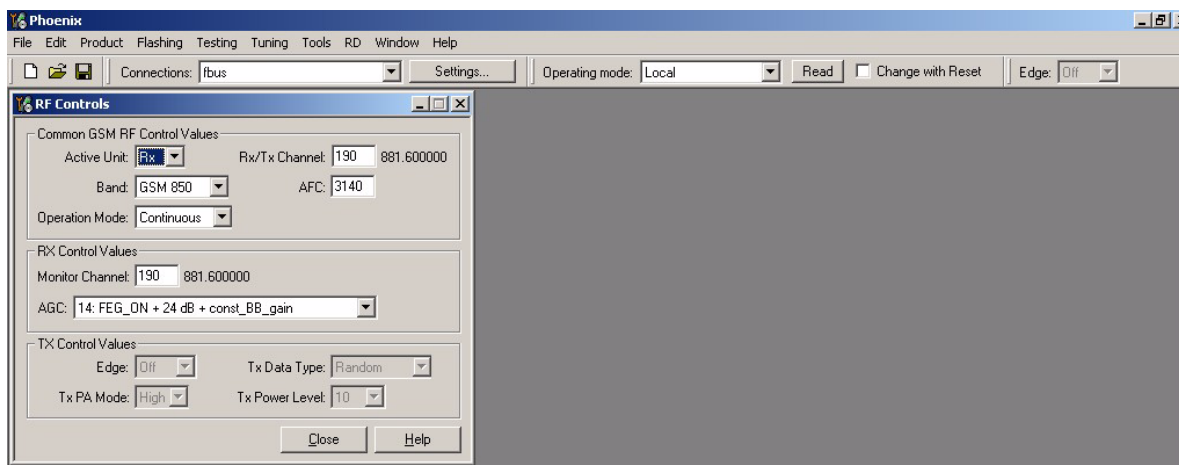 Phoenix
File Edit Product Flashing Testing Tuning Tools RD Window Help
Connections: fbus Settings... Operating mode: Local Read Change with Reset Edge: Off
RF Controls
Common GSM RF Control Values
Active Unit: Rx Rx/Tx Channel: 190 881.600000
Band: GSM 850 AFC: 3140
Operation Mode: Continuous
RX Control Values
Monitor Channel: 190 881.600000
AGC: 14: FEG_ON + 24 dB + const_BB_gain
TX Control Values
Edge: Off Tx Data Type: Random
Tx PA Mode: High Tx Power Level: 10
Close Help